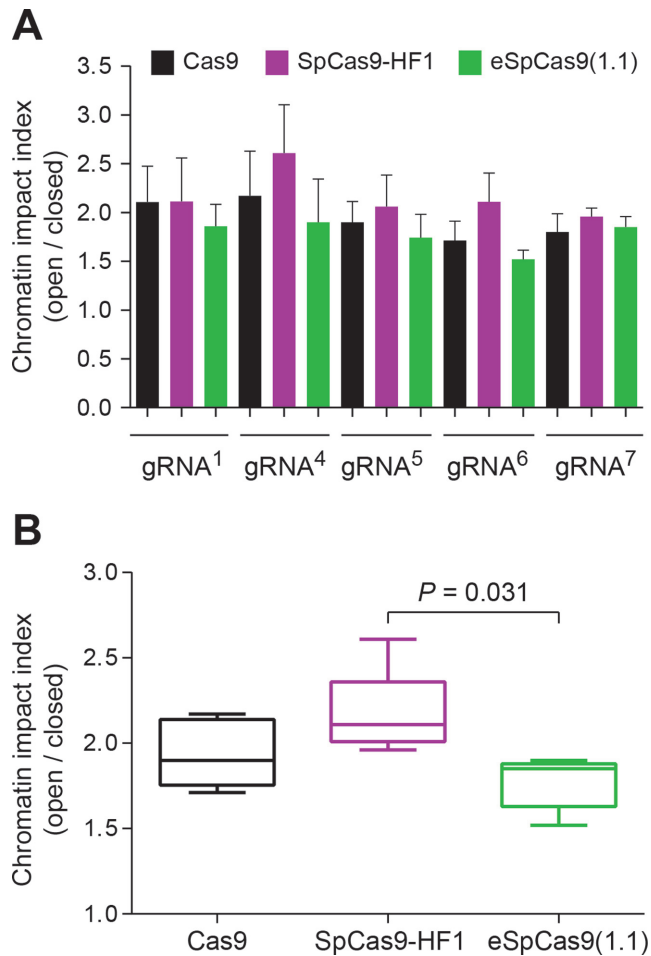 A
Cas9 SpCas9-HF1 eSpCas9(1.1)
Chromatin impact index
(open / closed)
3.5
3.0
2.5
2.0
1.5
1.0
0.5
0.0
gRNA1 gRNA4 gRNA5 gRNA6 gRNA7
B
Chromatin impact index
(open / closed)
3.0
2.5
2.0
1.5
1.0
P = 0.031
Cas9 SpCas9-HF1 eSpCas9(1.1)